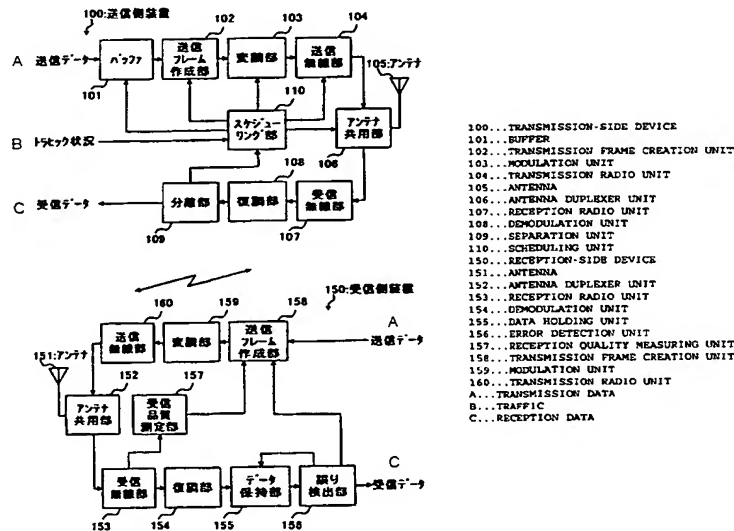 100:送信側装置
102
103
104
A 送信データ
バッファ
送信
フレーム
作成部
変調部
送信
無線部
105:アンテナ
101
110
スケジュー
リング部
アンテナ
共用部
B トラヒック状況
106
108
C 受信データ
分離部
復調部
受信
無線部
109
107
150:受信側装置
160
159
158
送信
無線部
変調部
送信
フレーム
作成部
A
送信データ
151:アンテナ
152
157
アンテナ
共用部
受信
品質
測定部
受信
無線部
復調部
データ
保持部
誤り
検出部
C
受信データ
153
154
155
156
100...TRANSMISSION-SIDE DEVICE
101...BUFFER
102...TRANSMISSION FRAME CREATION UNIT
103...MODULATION UNIT
104...TRANSMISSION RADIO UNIT
105...ANTENNA
106...ANTENNA DUPLEXER UNIT
107...RECEPTION RADIO UNIT
108...DEMODULATION UNIT
109...SEPARATION UNIT
110...SCHEDULING UNIT
150...RECEPTION-SIDE DEVICE
151...ANTENNA
152...ANTENNA DUPLEXER UNIT
153...RECEPTION RADIO UNIT
154...DEMODULATION UNIT
155...DATA HOLDING UNIT
156...ERROR DETECTION UNIT
157...RECEPTION QUALITY MEASURING UNIT
158...TRANSMISSION FRAME CREATION UNIT
159...MODULATION UNIT
160...TRANSMISSION RADIO UNIT
A...TRANSMISSION DATA
B...TRAFFIC
C...RECEPTION DATA